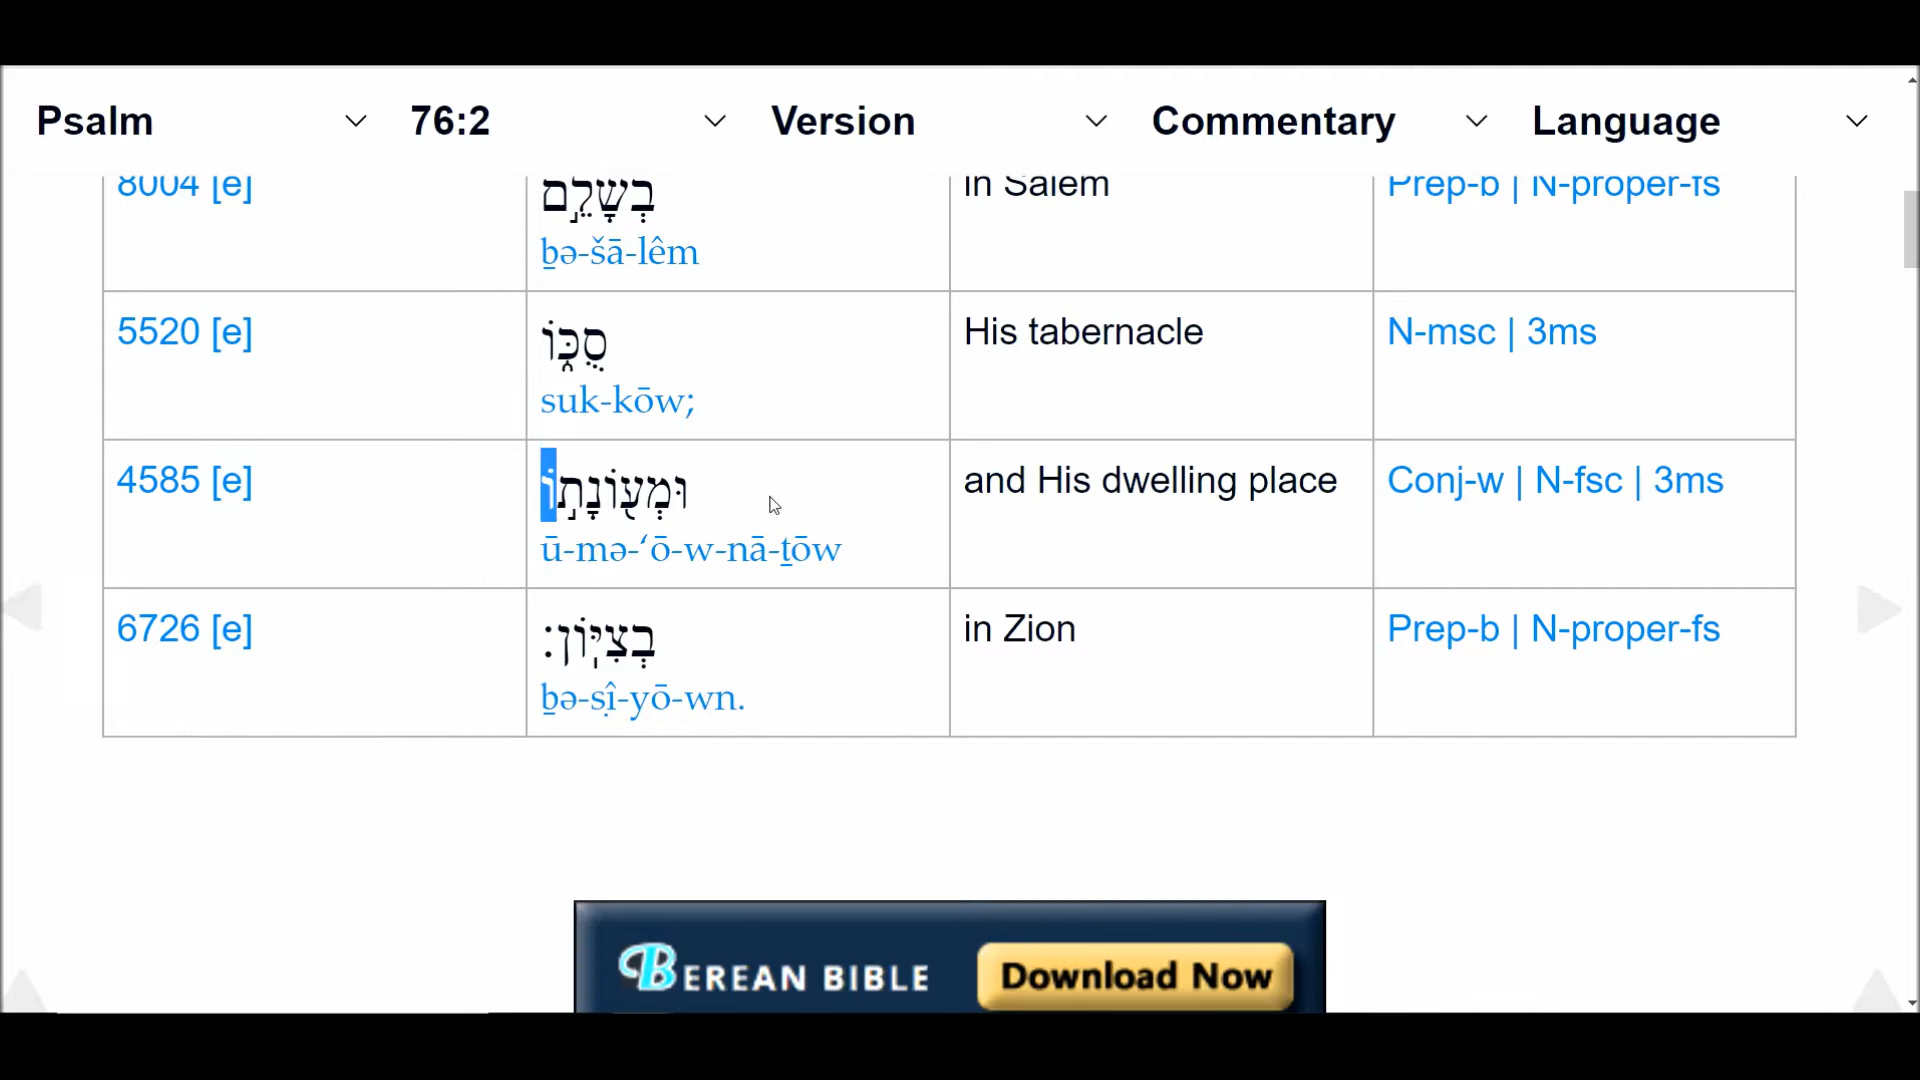 Psalm 76:2 Version Commentary Language
8004 [e] בְשָׁלֵ֣ם in Salem Prep-b | N-proper-fs
ḇə-šā-lêm
5520 [e] סֻכּ֑וֹ His tabernacle N-msc | 3ms
suk-kōw;
4585 [e] וּמְע֖וֹנָת֣וֹ and His dwelling place Conj-w | N-fsc | 3ms
ū-mə-‘ō-w-nā-ṯōw
6726 [e] בְצִיּֽוֹן׃ in Zion Prep-b | N-proper-fs
ḇə-ṣî-yō-wn.
BEREAN BIBLE Download Now